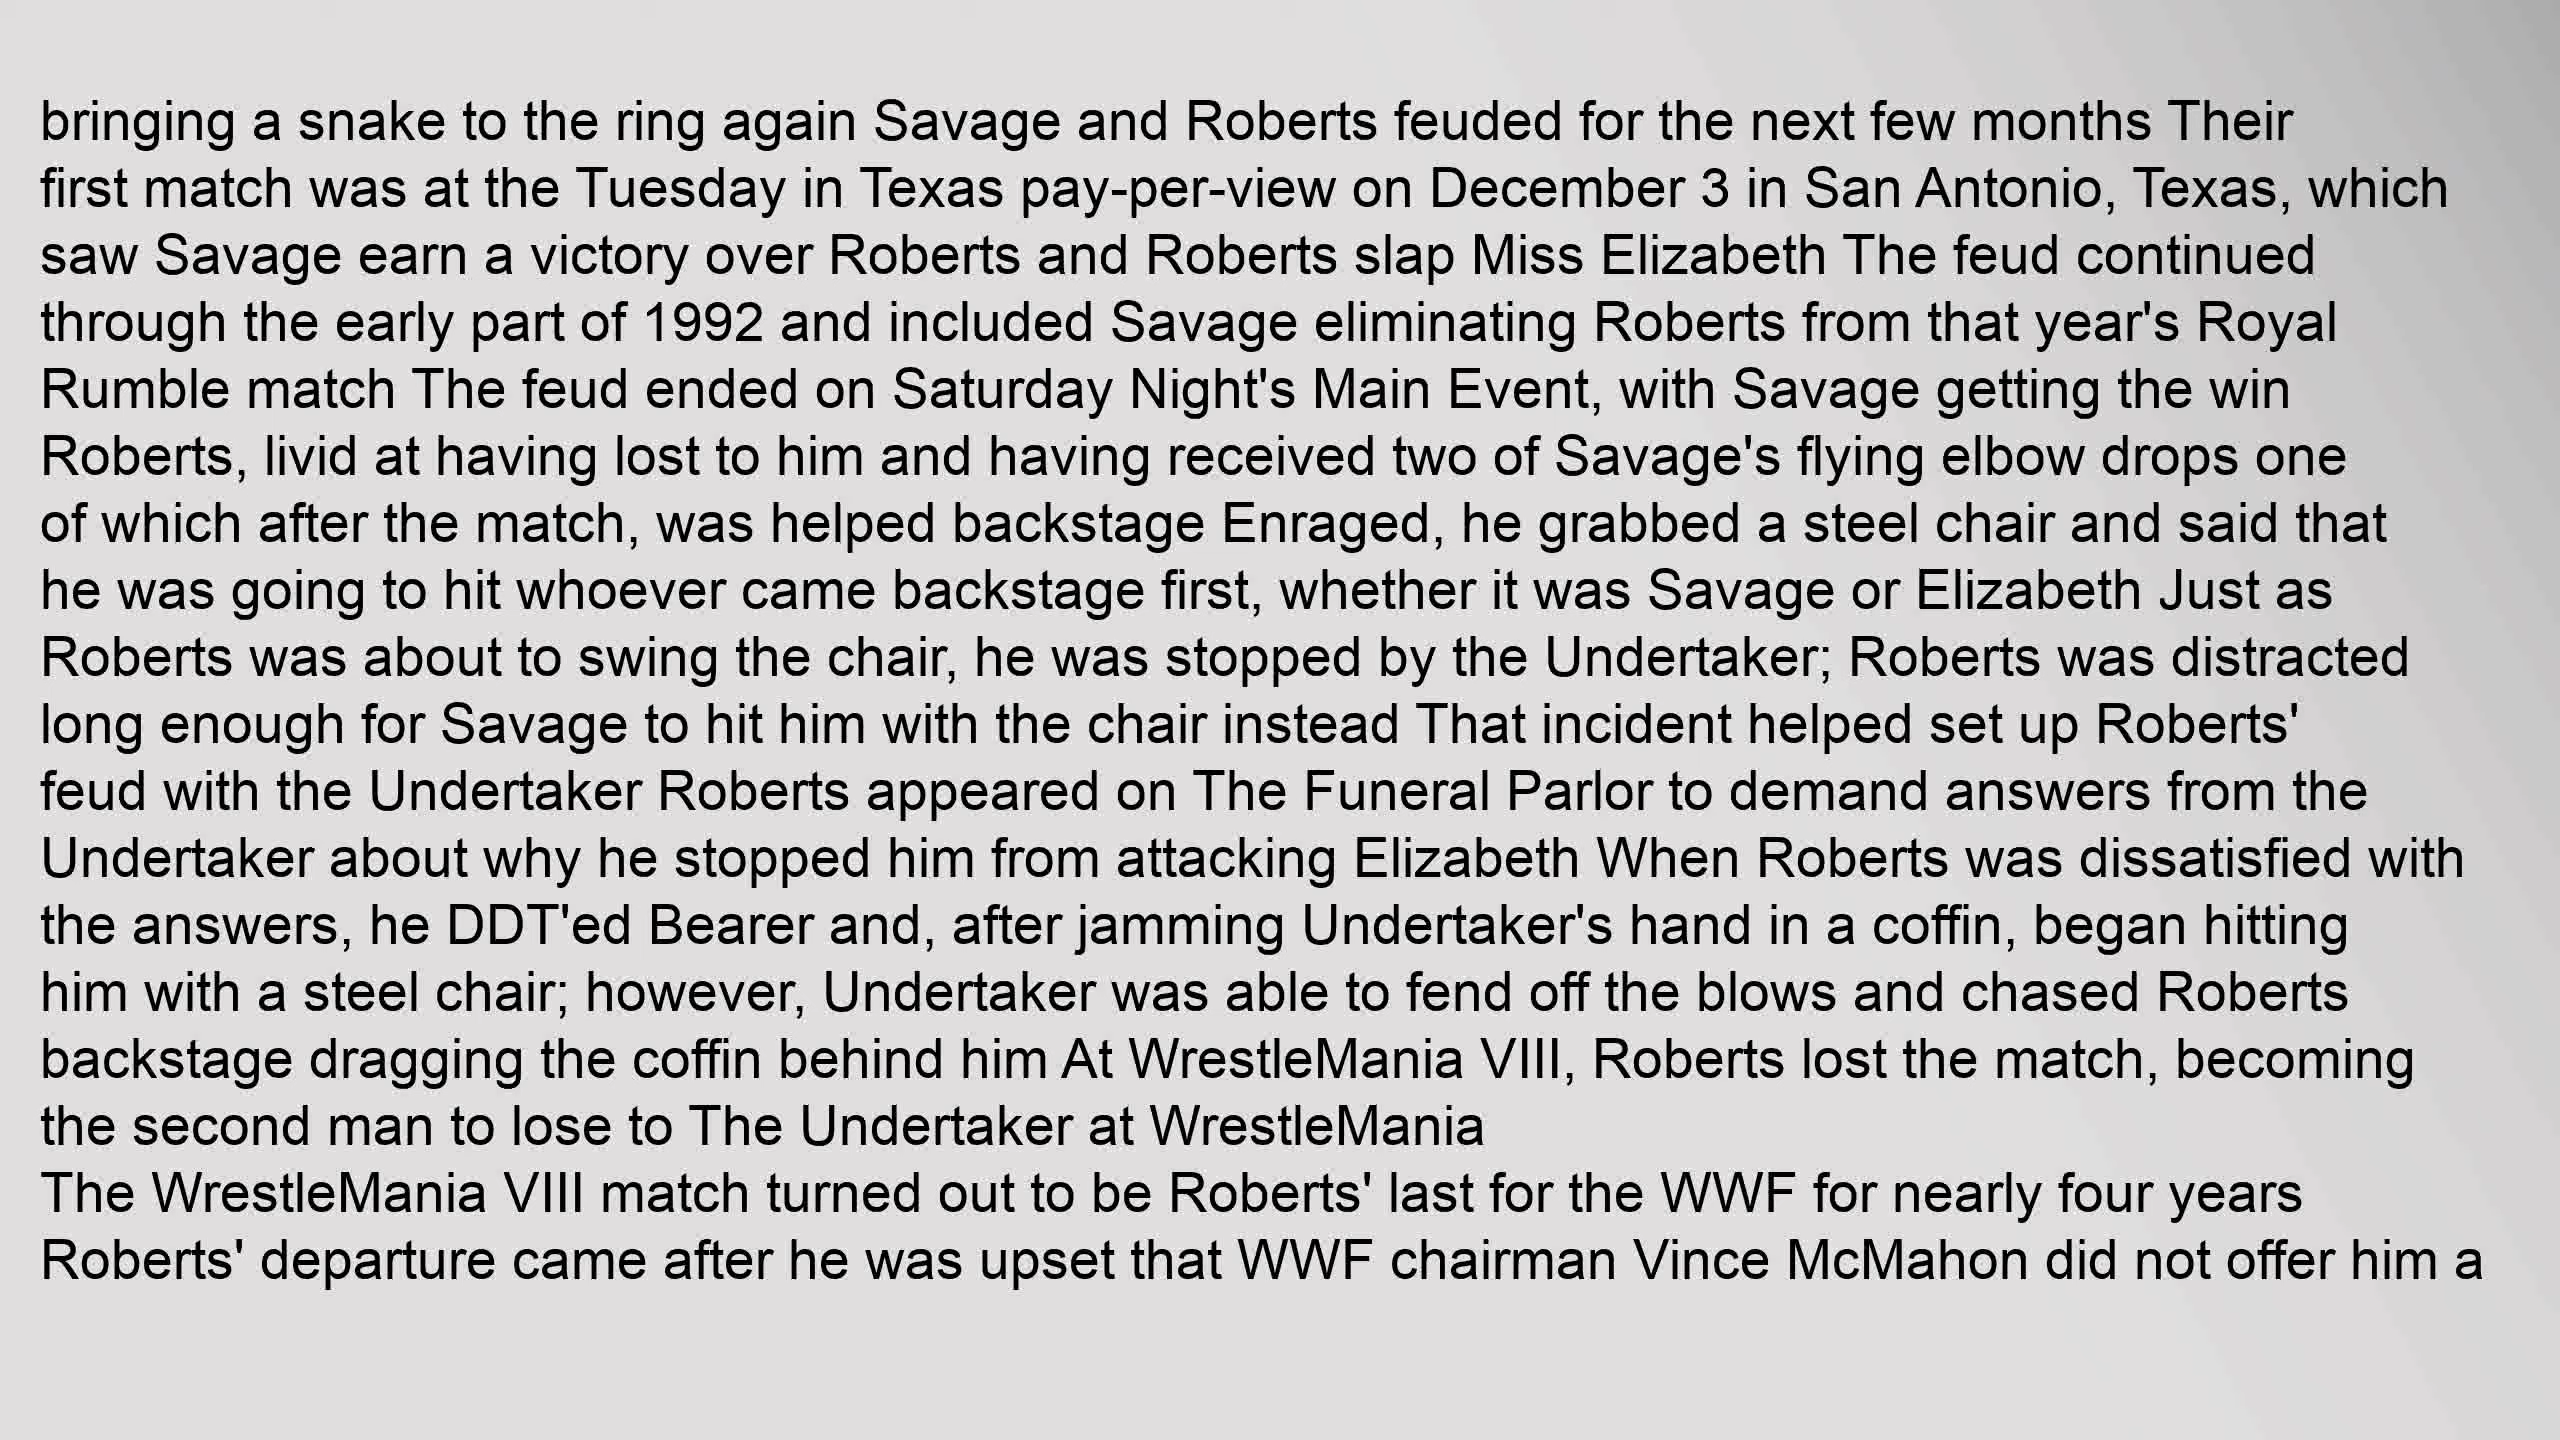 bringing a snake to the ring again Savage and Roberts feuded for the next few months Their
first match was at the Tuesday in Texas pay-per-view on December 3 in San Antonio, Texas, which
saw Savage earn a victory over Roberts and Roberts slap Miss Elizabeth The feud continued
through the early part of 1992 and included Savage eliminating Roberts from that year's Royal
Rumble match The feud ended on Saturday Night's Main Event, with Savage getting the win
Roberts, livid at having lost to him and having received two of Savage's flying elbow drops one
of which after the match, was helped backstage Enraged, he grabbed a steel chair and said that
he was going to hit whoever came backstage first, whether it was Savage or Elizabeth Just as
Roberts was about to swing the chair, he was stopped by the Undertaker; Roberts was distracted
long enough for Savage to hit him with the chair instead That incident helped set up Roberts'
feud with the Undertaker Roberts appeared on The Funeral Parlor to demand answers from the
Undertaker about why he stopped him from attacking Elizabeth When Roberts was dissatisfied with
the answers, he DDT'ed Bearer and, after jamming Undertaker's hand in a coffin, began hitting
him with a steel chair; however, Undertaker was able to fend off the blows and chased Roberts
backstage dragging the coffin behind him At WrestleMania VIII, Roberts lost the match, becoming
the second man to lose to The Undertaker at WrestleMania
The WrestleMania VIII match turned out to be Roberts' last for the WWF for nearly four years
Roberts' departure came after he was upset that WWF chairman Vince McMahon did not offer him a